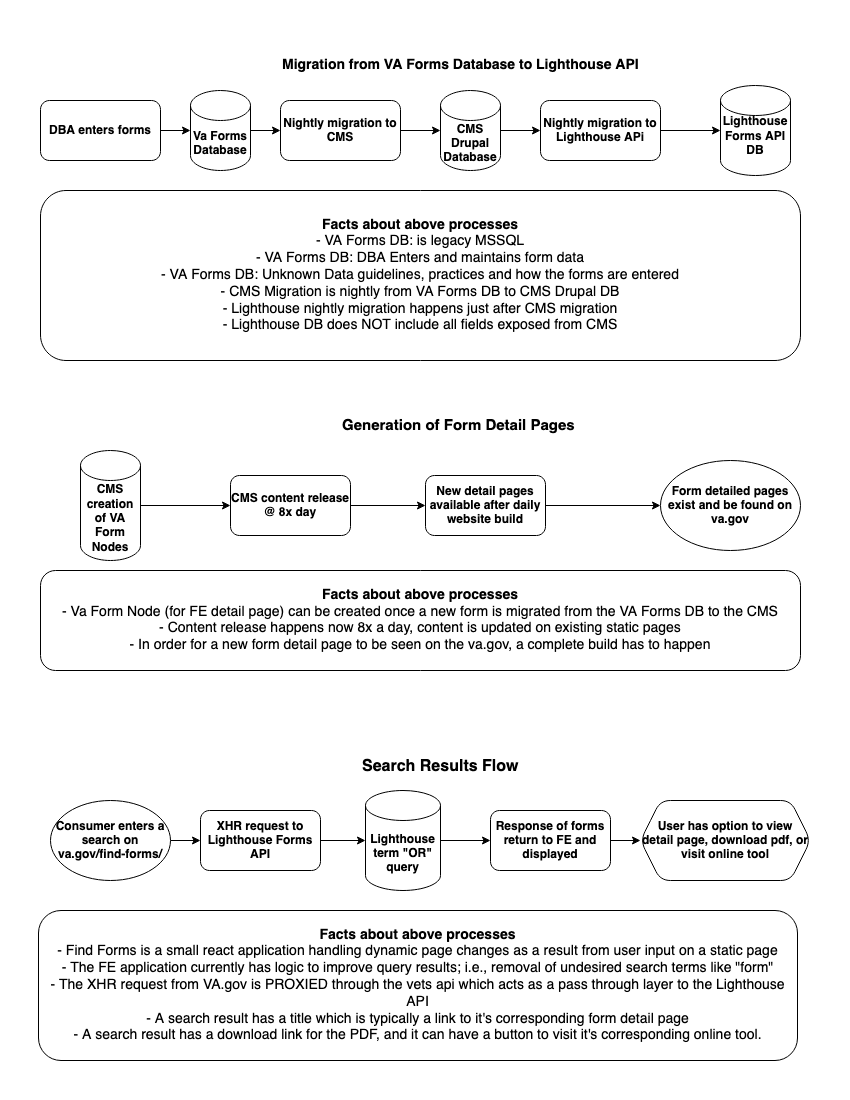 Migration from VA Forms Database to Lighthouse API
DBA enters forms
Va Forms
Database
Nightly migration to
CMS
CMS
Drupal
Database
Nightly migration to
Lighthouse APi
Lighthouse
Forms API
DB
Facts about above processes
- VA Forms DB: is legacy MSSQL
- VA Forms DB: DBA Enters and maintains form data
- VA Forms DB: Unknown Data guidelines, practices and how the forms are entered
- CMS Migration is nightly from VA Forms DB to CMS Drupal DB
- Lighthouse nightly migration happens just after CMS migration
- Lighthouse DB does NOT include all fields exposed from CMS
Generation of Form Detail Pages
CMS
creation
of VA
Form
Nodes
CMS content release
@ 8x day
New detail pages
available after daily
website build
Form detailed pages
exist and be found on
va.gov
Facts about above processes
- Va Form Node (for FE detail page) can be created once a new form is migrated from the VA Forms DB to the CMS
- Content release happens now 8x a day, content is updated on existing static pages
- In order for a new form detail page to be seen on the va.gov, a complete build has to happen
Search Results Flow
Consumer enters a
search on
va.gov/find-forms/
XHR request to
Lighthouse Forms
API
Lighthouse
term "OR"
query
Response of forms
return to FE and
displayed
User has option to view
detail page, download pdf, or
visit online tool
Facts about above processes
- Find Forms is a small react application handling dynamic page changes as a result from user input on a static page
- The FE application currently has logic to improve query results; i.e., removal of undesired search terms like "form"
- The XHR request from VA.gov is PROXIED through the vets api which acts as a pass through layer to the Lighthouse
API
- A search result has a title which is typically a link to it's corresponding form detail page
- A search result has a download link for the PDF, and it can have a button to visit it's corresponding online tool.